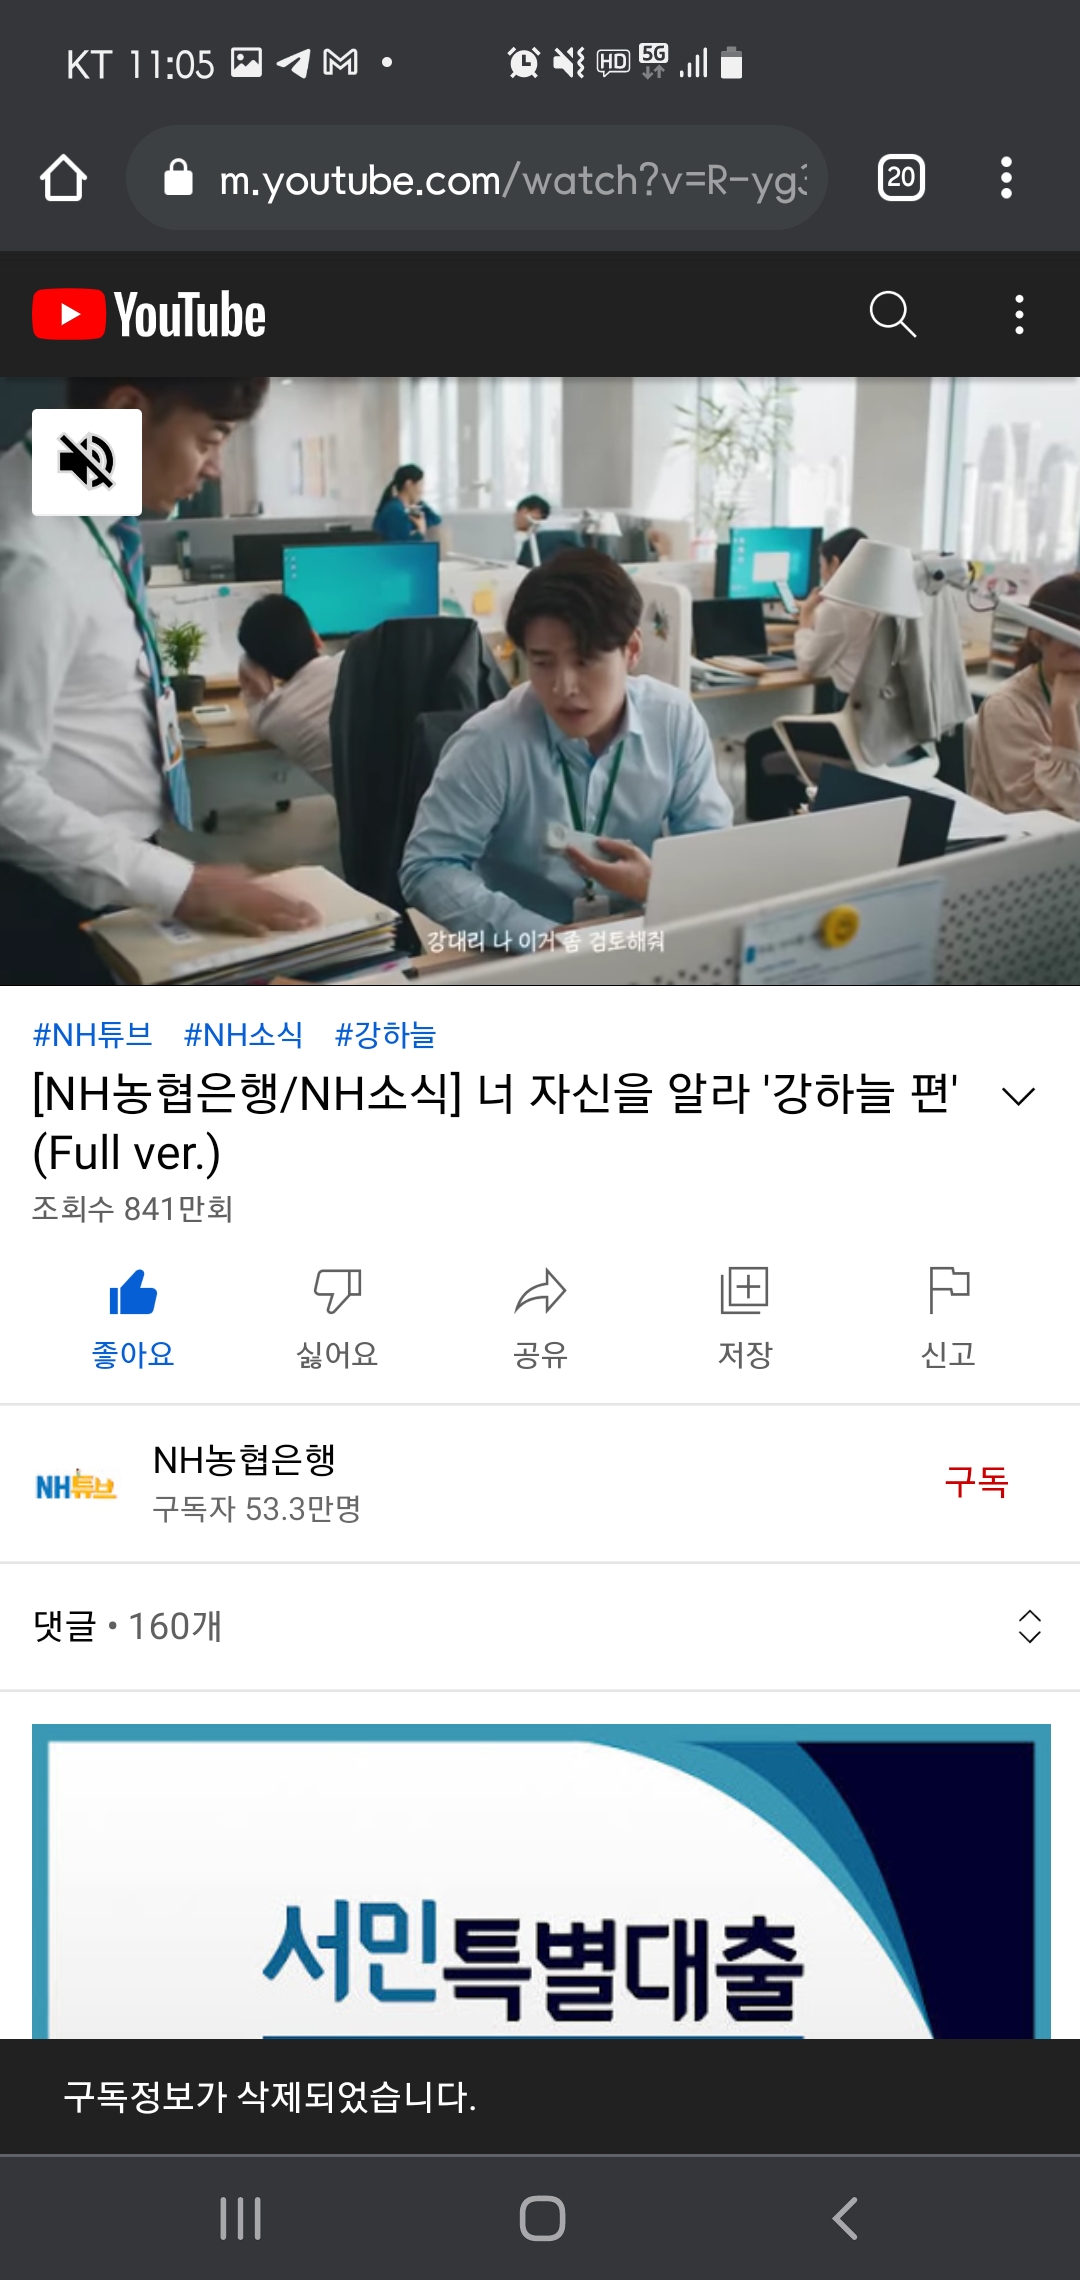 KT 11:05
HD 5G
m.youtube.com/watch?v=R-yg
20
YouTube
강대리 나 이거 좀 검토해줘
#NH튜브 #NH소식 #강하늘
[NH농협은행/NH소식] 너 자신을 알라 '강하늘 편'
(Full ver.)
조회수 841만회
좋아요 싫어요 공유 저장 신고
NH튜브
NH농협은행
구독자 53.3만명
구독
댓글 • 160개
서민특별대출
구독정보가 삭제되었습니다.